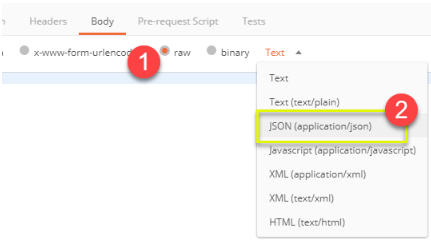 Headers Body Pre-request Script Tests
x-www-form-urlencod 1 raw binary Text
Text
Text (text/plain)
2
JSON (application/json)
Javascript (application/javascript)
XML (application/xml)
XML (text/xml)
HTML (text/html)